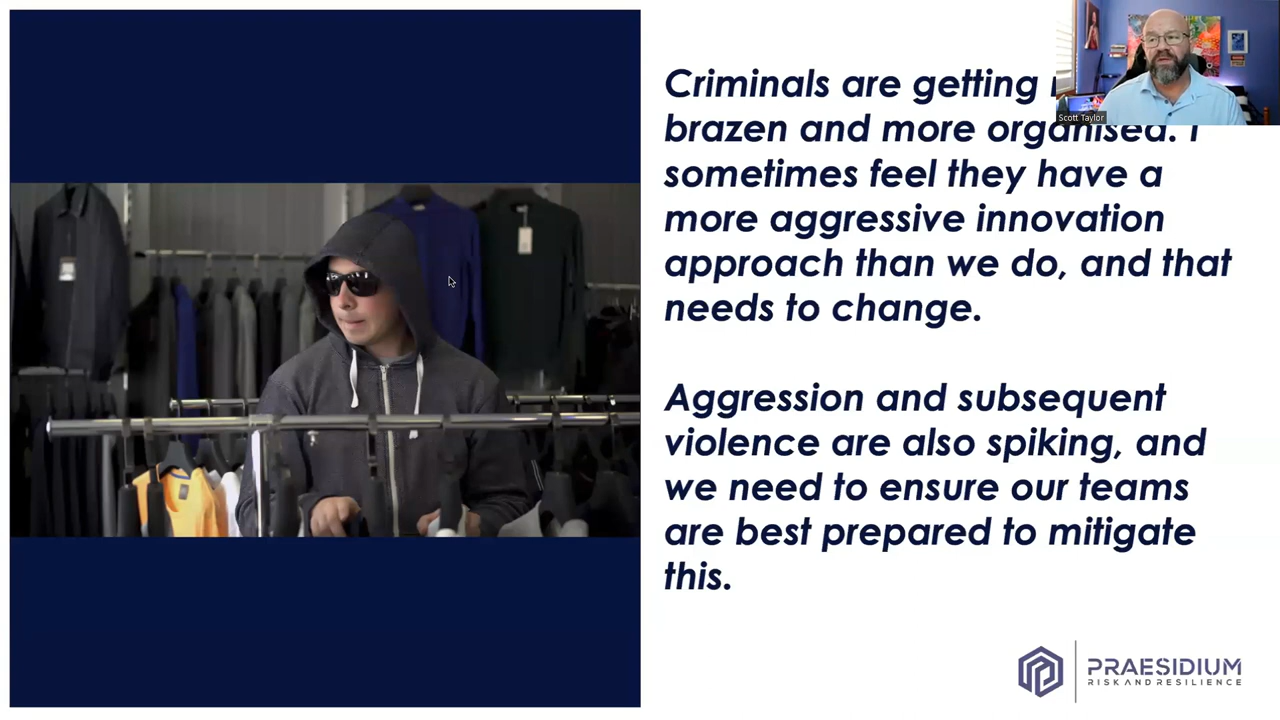 Criminals are getting
brazen and more organised. I
sometimes feel they have a
more aggressive innovation
approach than we do, and that
needs to change.
Aggression and subsequent
violence are also spiking, and
we need to ensure our teams
are best prepared to mitigate
this.
Scott Taylor
PRAESIDIUM
RISK AND RESILIENCE